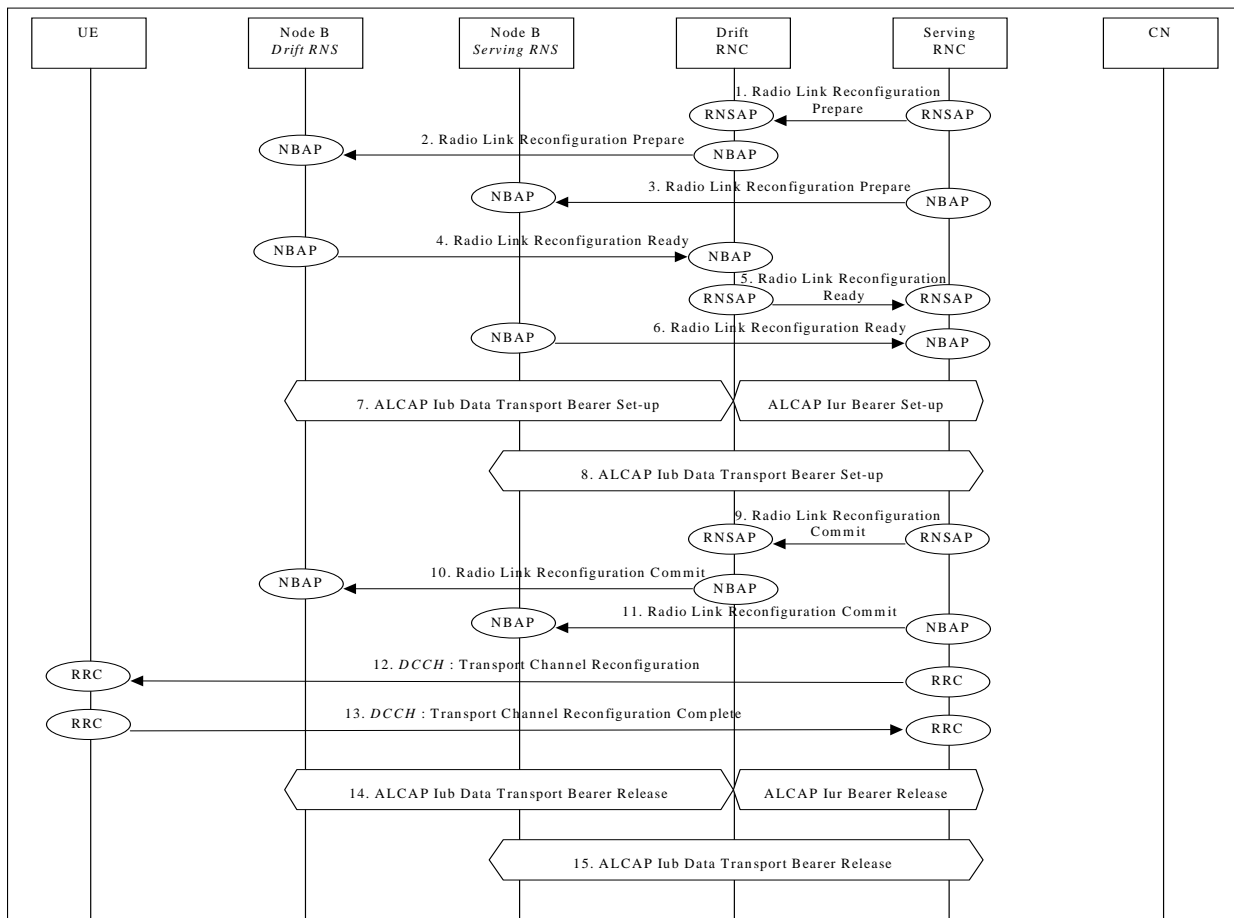 UE
Node B
Drift RNS
Node B
Serving RNS
Drift
RNC
Serving
RNC
CN
1. Radio Link Reconfiguration
Prepare
RNSAP
RNSAP
2. Radio Link Reconfiguration Prepare
NBAP
NBAP
3. Radio Link Reconfiguration Prepare
NBAP
NBAP
4. Radio Link Reconfiguration Ready
NBAP
NBAP
5. Radio Link Reconfiguration
Ready
RNSAP
RNSAP
6. Radio Link Reconfiguration Ready
NBAP
NBAP
7. ALCAP Iub Data Transport Bearer Set-up
ALCAP Iur Bearer Set-up
8. ALCAP Iub Data Transport Bearer Set-up
9. Radio Link Reconfiguration
Commit
RNSAP
RNSAP
10. Radio Link Reconfiguration Commit
NBAP
NBAP
11. Radio Link Reconfiguration Commit
NBAP
NBAP
12. DCCH : Transport Channel Reconfiguration
RRC
RRC
13. DCCH : Transport Channel Reconfiguration Complete
RRC
RRC
14. ALCAP Iub Data Transport Bearer Release
ALCAP Iur Bearer Release
15. ALCAP Iub Data Transport Bearer Release